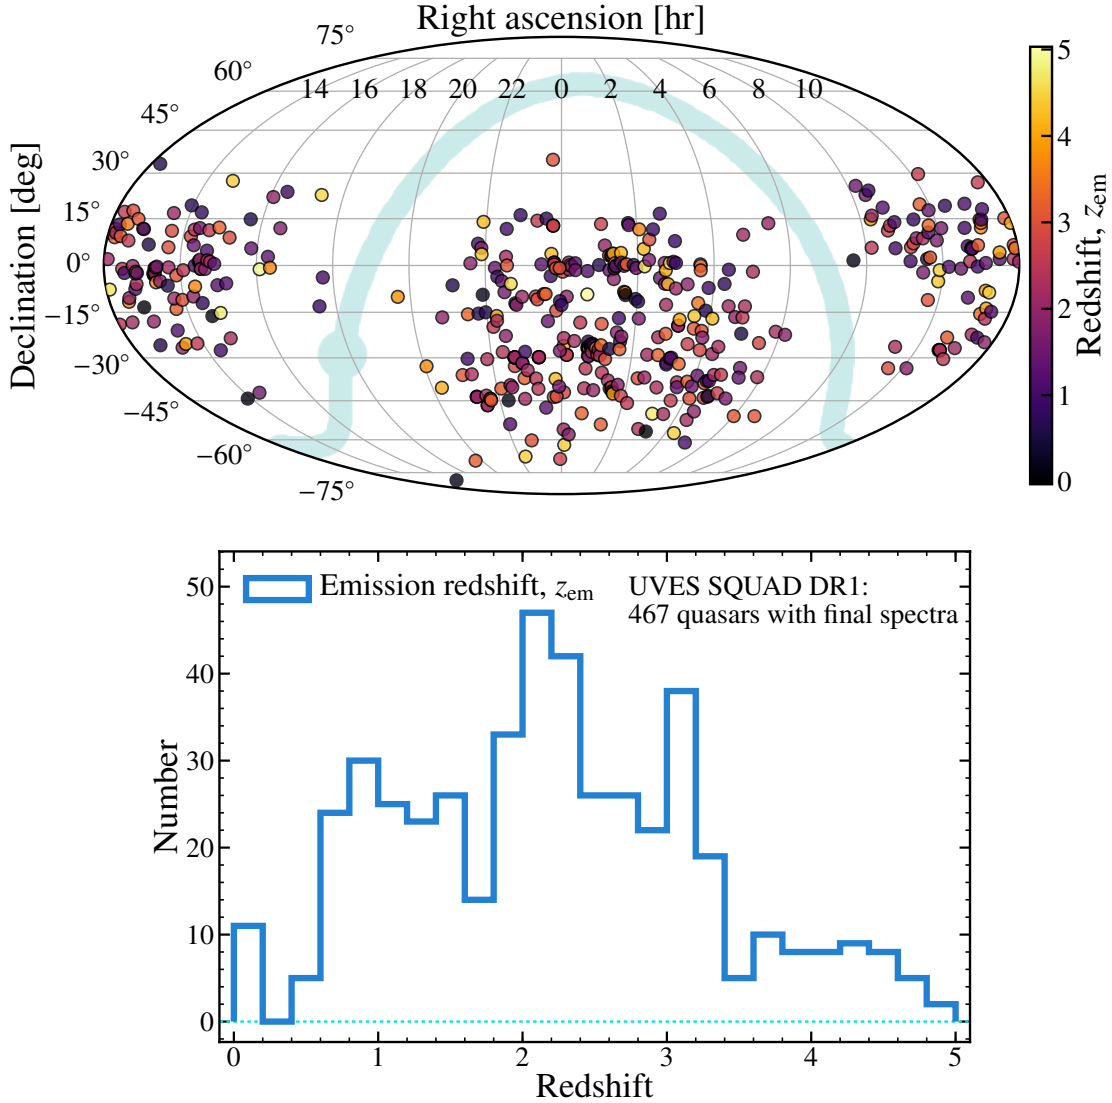 Right ascension [hr]
75°
60°
45°
30°
15°
0°
−15°
−30°
−45°
−60°
−75°
14 16 18 20 22 0 2 4 6 8 10
Declination [deg]
5
4
3
2
1
0
Redshift, zem
50
40
30
20
10
0
Number
Emission redshift, zem
UVES SQUAD DR1:
467 quasars with final spectra
0 1 2 3 4 5
Redshift